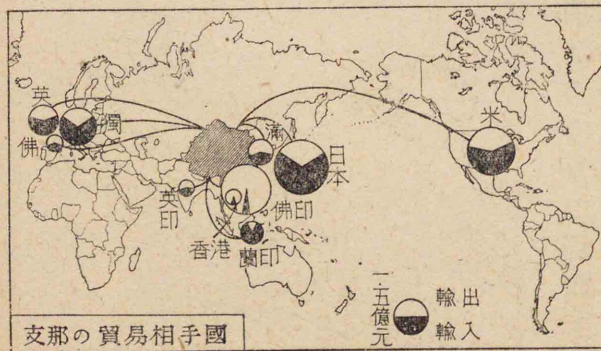 英
獨
佛
満
日本
米
英印
佛印
香港
蘭印
一・五億元
輸出
輸入
支那の貿易相手國